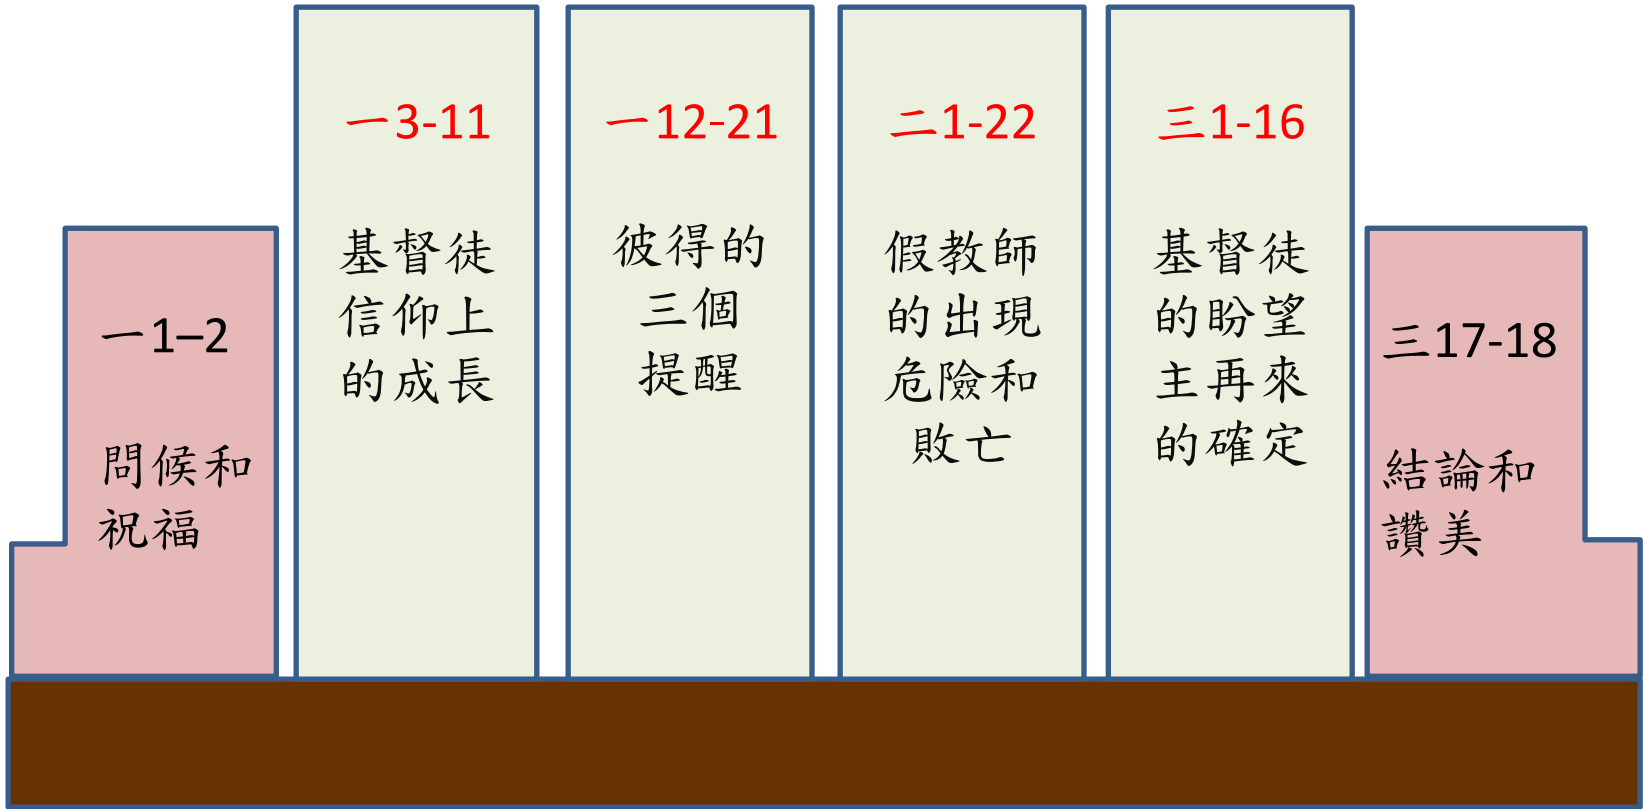 一1–2
問候和
祝福
一3-11
基督徒
信仰上
的成長
一12-21
彼得的
三個
提醒
二1-22
假教師
的出現
危險和
敗亡
三1-16
基督徒
的盼望
主再來
的確定
三17-18
結論和
讚美